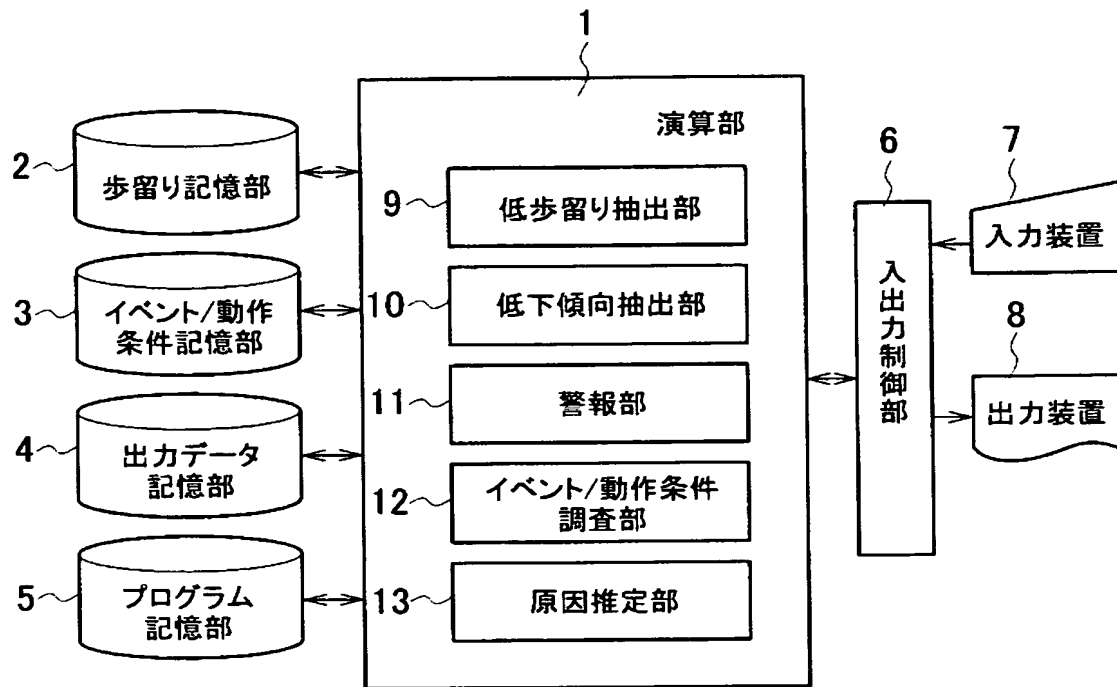 1
演算部
2
歩留り記憶部
3
イベント/動作
条件記憶部
4
出力データ
記憶部
5
プログラム
記憶部
9
低歩留り抽出部
10
低下傾向抽出部
11
警報部
12
イベント/動作条件
調査部
13
原因推定部
6
入出力制御部
7
入力装置
8
出力装置